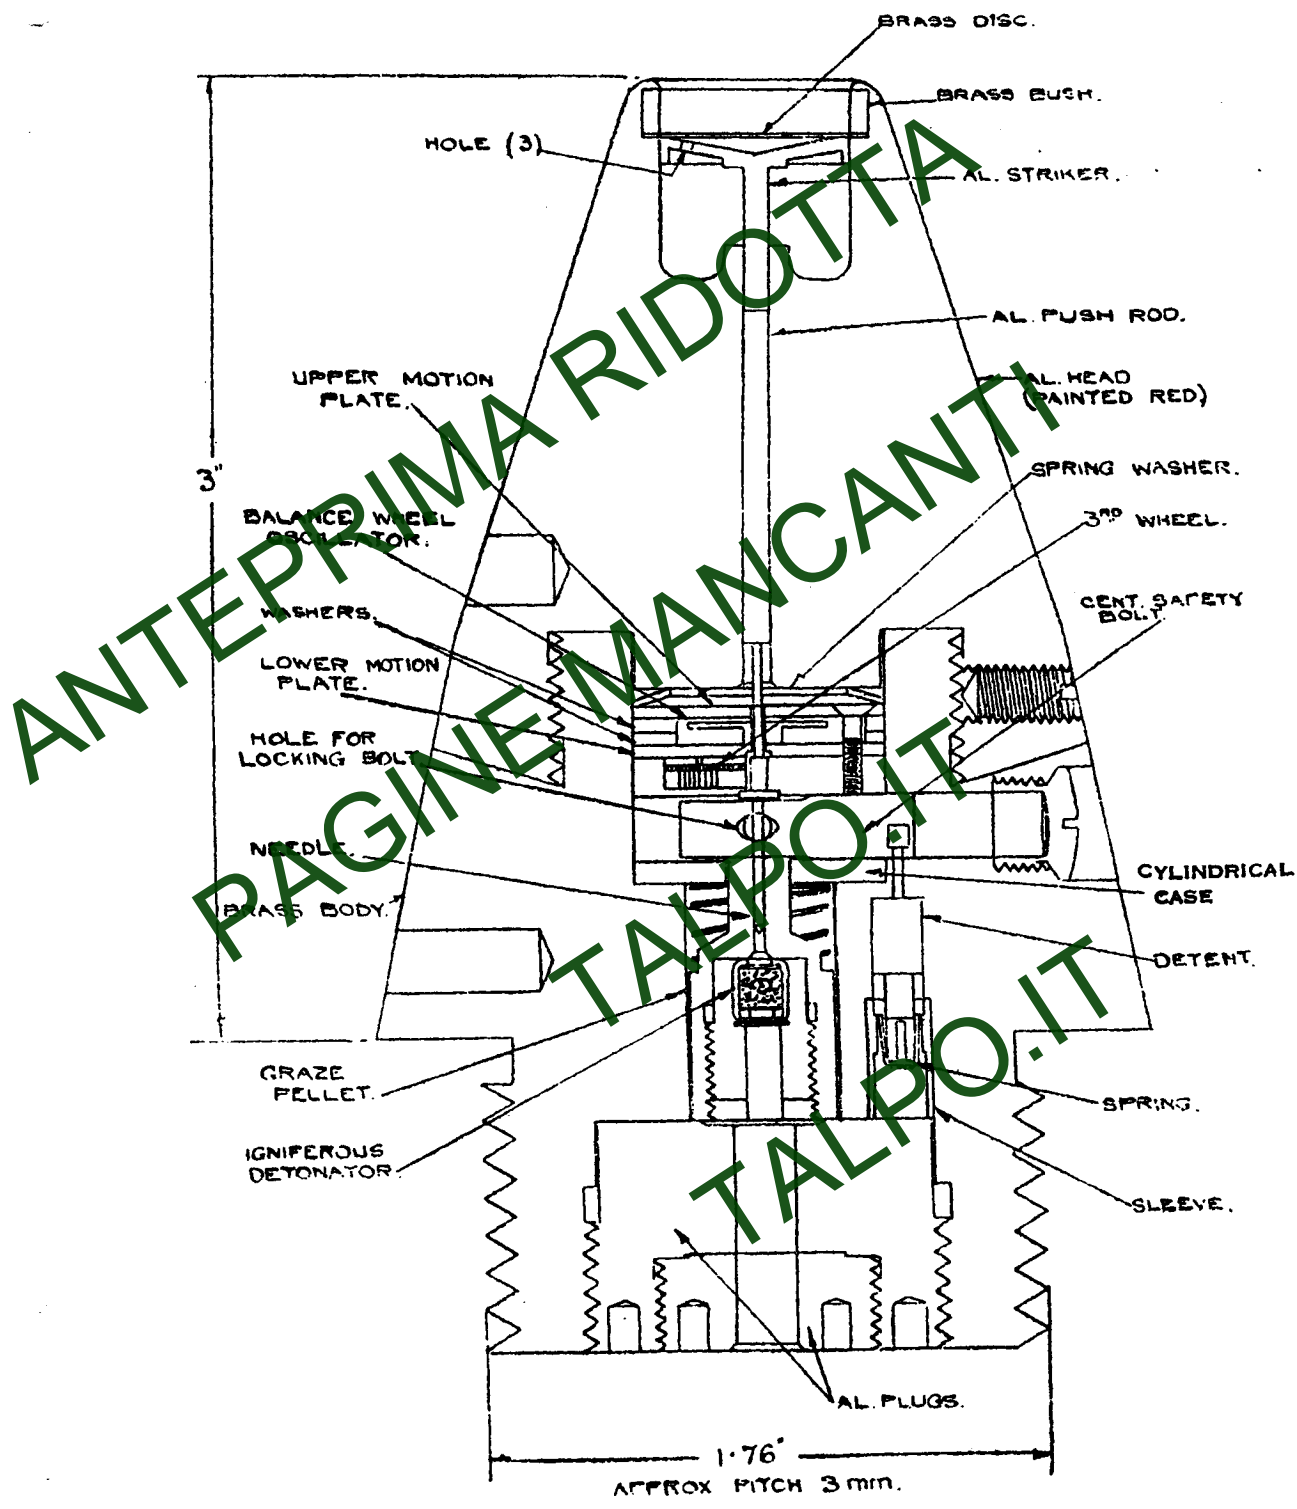 BRASS DISC.
BRASS BUSH.
HOLE (3)
AL. STRIKER.
AL. PUSH ROD.
UPPER MOTION
PLATE.
AL. HEAD
(PAINTED RED)
3"
SPRING WASHER.
BALANCE WHEEL
OSCILLATOR.
3RD WHEEL.
WASHERS.
CENT. SAFETY
BOLT.
LOWER MOTION
PLATE.
HOLE FOR
LOCKING BOLT
NEEDLE.
CYLINDRICAL
CASE
BRASS BODY.
DETENT.
GRAZE
PELLET.
SPRING.
IGNIFEROUS
DETONATOR.
SLEEVE.
AL. PLUGS.
1·76"
APPROX PITCH 3 mm.
ANTEPRIMA RIDOTTA
PAGINE MANCANTI
TALPO.IT
TALPO.IT